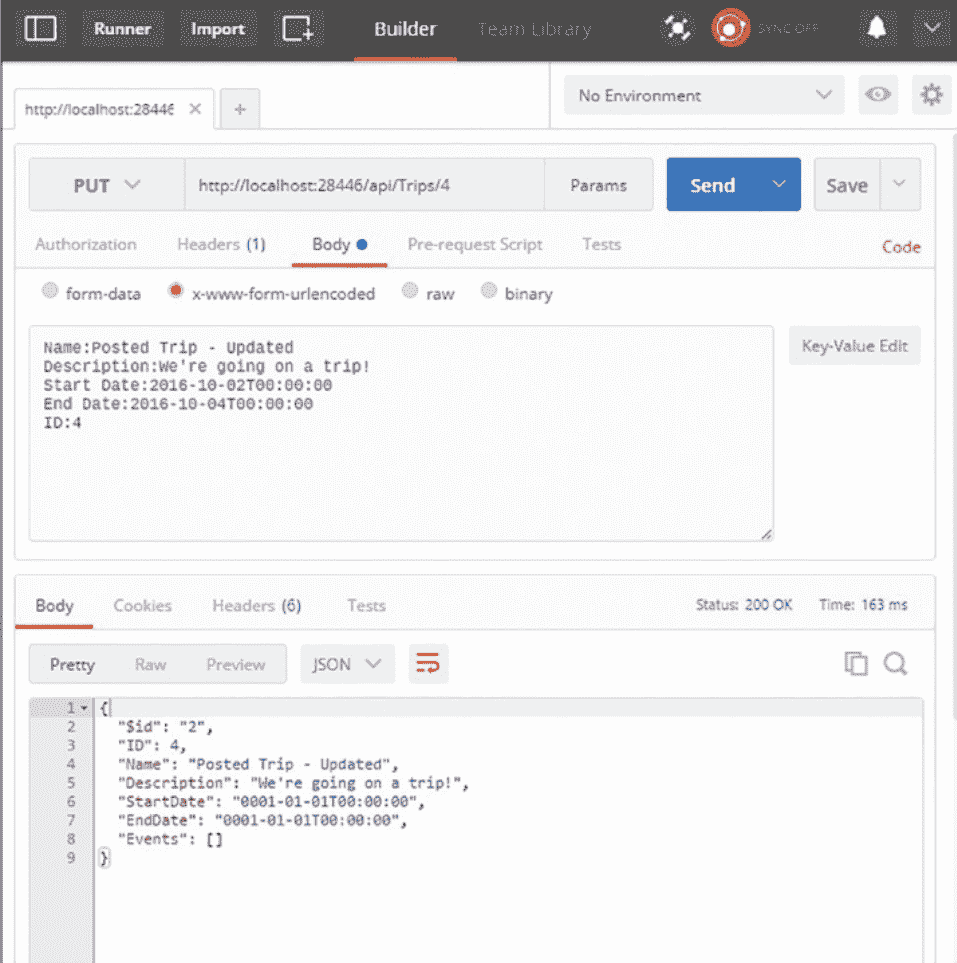 Runner Import Builder Team Library SYNC OFF
http://localhost:28446 No Environment
PUT http://localhost:28446/api/Trips/4 Params Send Save
Authorization Headers (1) Body Pre-request Script Tests Code
form-data x-www-form-urlencoded raw binary
Name:Posted Trip - Updated Key-Value Edit
Description:We're going on a trip!
Start Date:2016-10-02T00:00:00
End Date:2016-10-04T00:00:00
ID:4
Body Cookies Headers (6) Tests Status: 200 OK Time: 163 ms
Pretty Raw Preview JSON
1 {
2 "$id": "2",
3 "ID": 4,
4 "Name": "Posted Trip - Updated",
5 "Description": "We're going on a trip!",
6 "StartDate": "0001-01-01T00:00:00",
7 "EndDate": "0001-01-01T00:00:00",
8 "Events": []
9 }